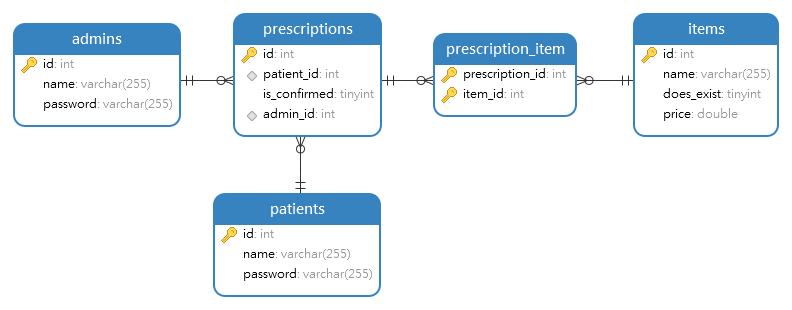 admins
id: int
name: varchar(255)
password: varchar(255)
prescriptions
id: int
patient_id: int
is_confirmed: tinyint
admin_id: int
prescription_item
prescription_id: int
item_id: int
items
id: int
name: varchar(255)
does_exist: tinyint
price: double
patients
id: int
name: varchar(255)
password: varchar(255)